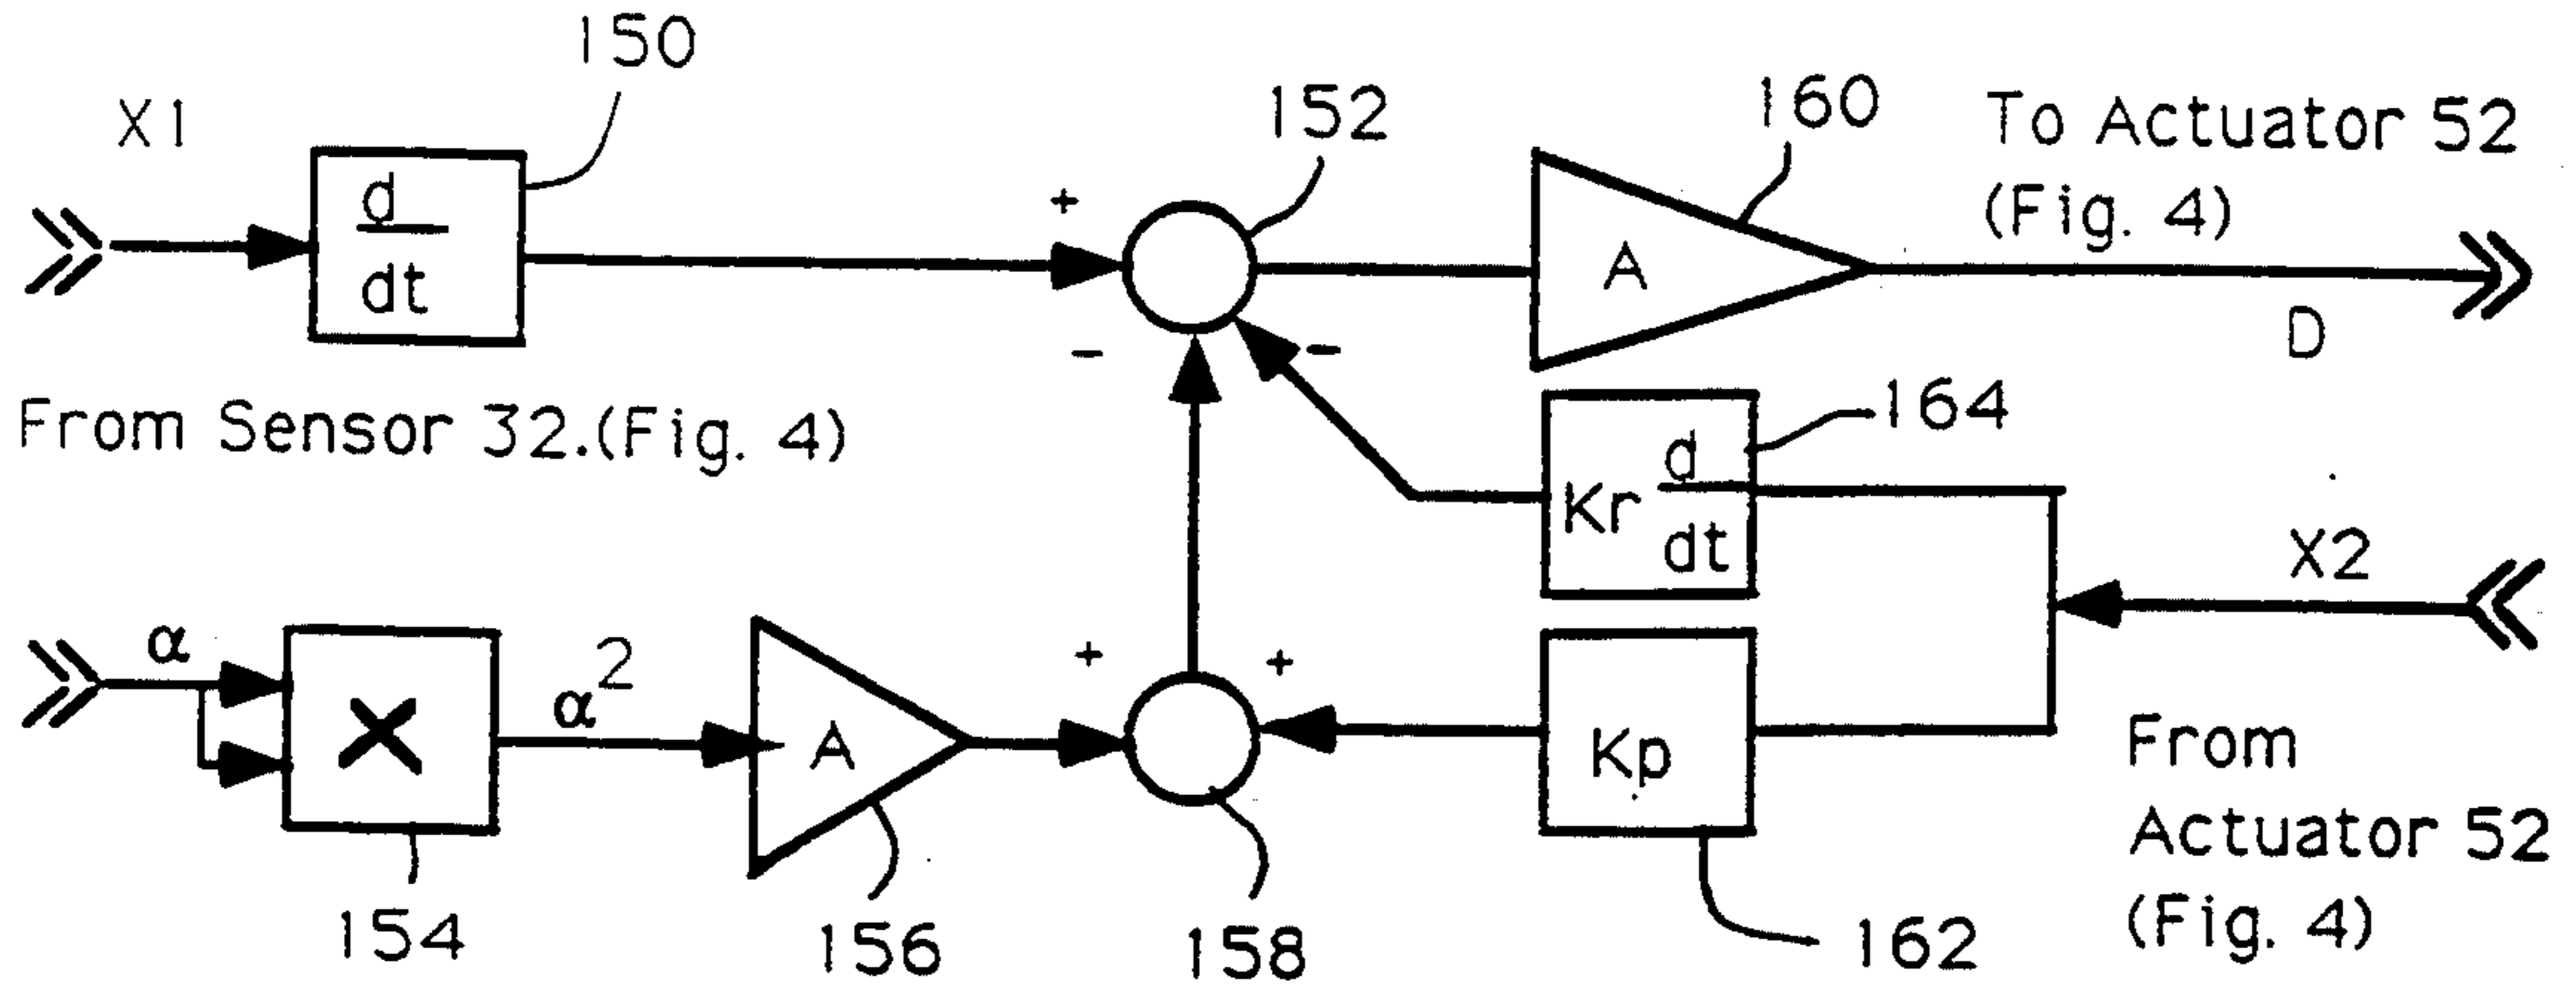 150
X1
d
dt
152
160
To Actuator 52
(Fig. 4)
+
A
D
-
-
From Sensor 32.(Fig. 4)
164
Kr d
dt
X2
α
X
α2
A
+
+
Kp
From
Actuator 52
(Fig. 4)
154
156
158
162